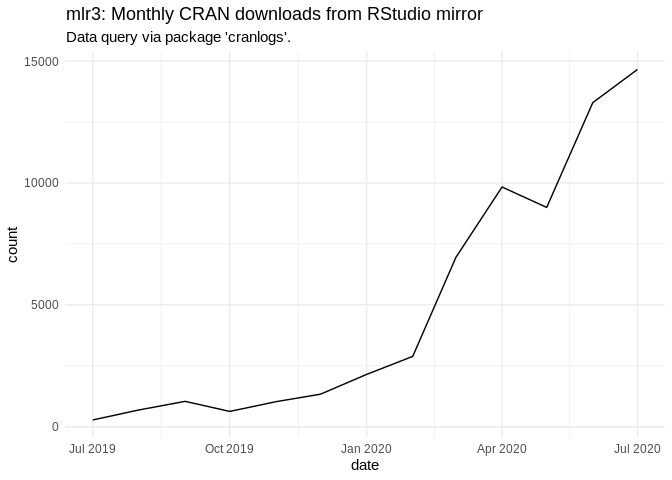 mlr3: Monthly CRAN downloads from RStudio mirror
Data query via package 'cranlogs'.
15000
10000
5000
0
count
Jul 2019 Oct 2019 Jan 2020 Apr 2020 Jul 2020
date